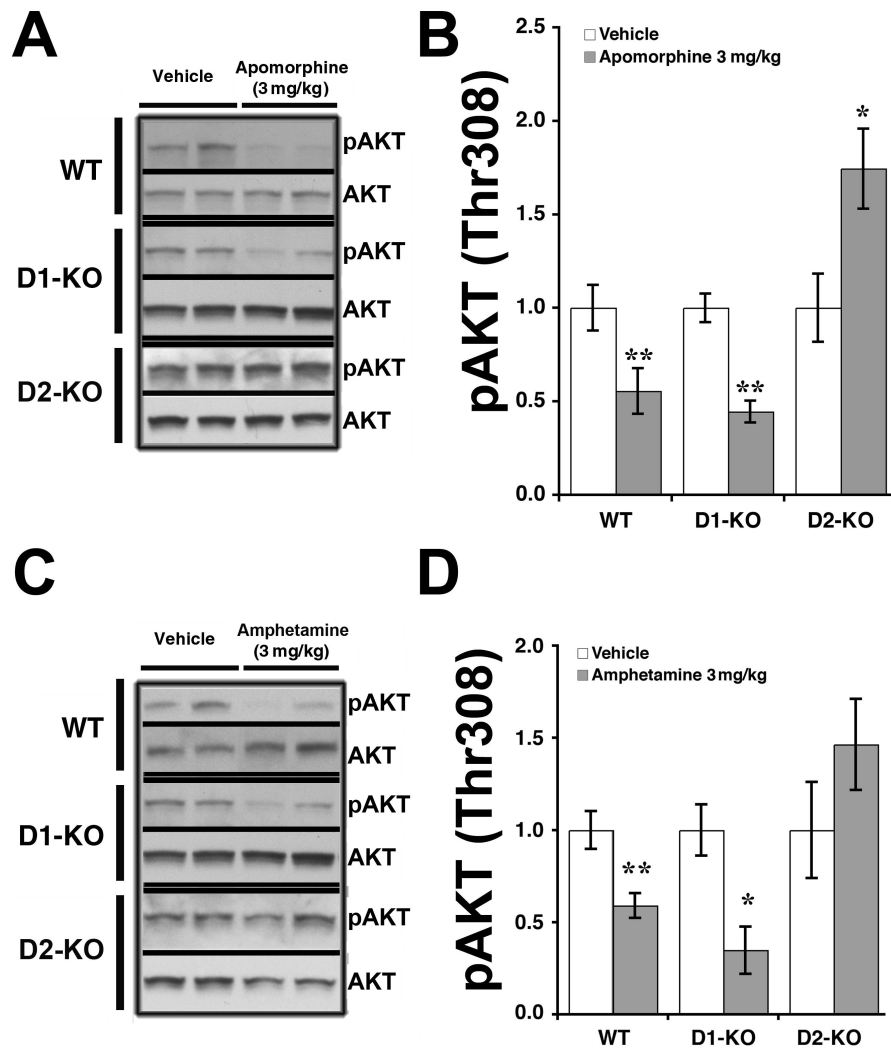 A
Vehicle
Apomorphine
(3 mg/kg)
WT
pAKT
AKT
D1-KO
pAKT
AKT
D2-KO
pAKT
AKT
B
pAKT (Thr308)
2.5
2.0
1.5
1.0
0.5
0.0
Vehicle
Apomorphine 3 mg/kg
**
**
*
WT
D1-KO
D2-KO
C
Vehicle
Amphetamine
(3 mg/kg)
WT
pAKT
AKT
D1-KO
pAKT
AKT
D2-KO
pAKT
AKT
D
pAKT (Thr308)
2.0
1.5
1.0
0.5
0.0
Vehicle
Amphetamine 3 mg/kg
**
*
WT
D1-KO
D2-KO